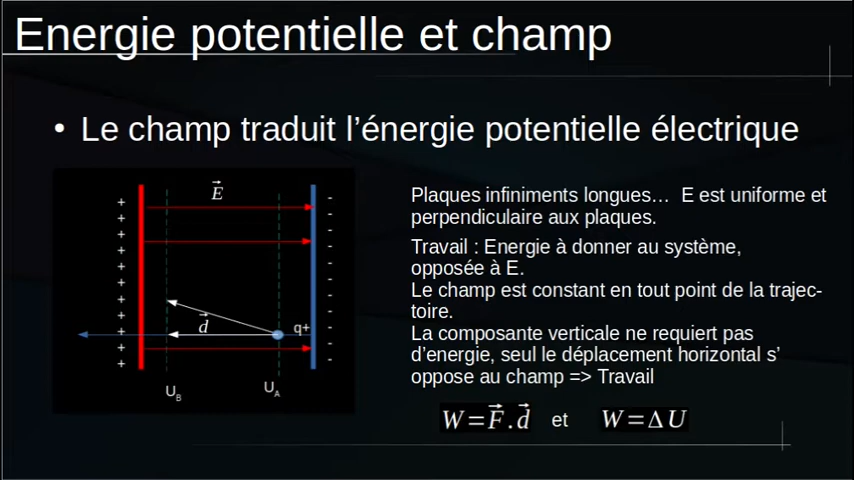 Energie potentielle et champ
• Le champ traduit l’énergie potentielle électrique
E
+
+
+
+
+
+
+
+
+
+
+
-
-
-
-
-
-
-
-
-
-
-
d
q+
U_B
U_A
Plaques infiniments longues… E est uniforme et
perpendiculaire aux plaques.
Travail : Energie à donner au système,
opposée à E.
Le champ est constant en tout point de la trajec-
toire.
La composante verticale ne requiert pas
d’energie, seul le déplacement horizontal s’
oppose au champ => Travail
W=F⃗.d⃗ et W=ΔU